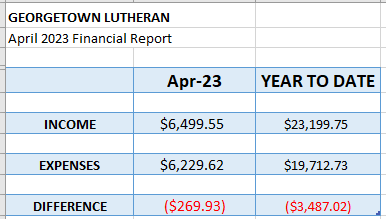 GEORGETOWN LUTHERAN
April 2023 Financial Report
Apr-23 YEAR TO DATE
INCOME $6,499.55 $23,199.75
EXPENSES $6,229.62 $19,712.73
DIFFERENCE ($269.93) ($3,487.02)